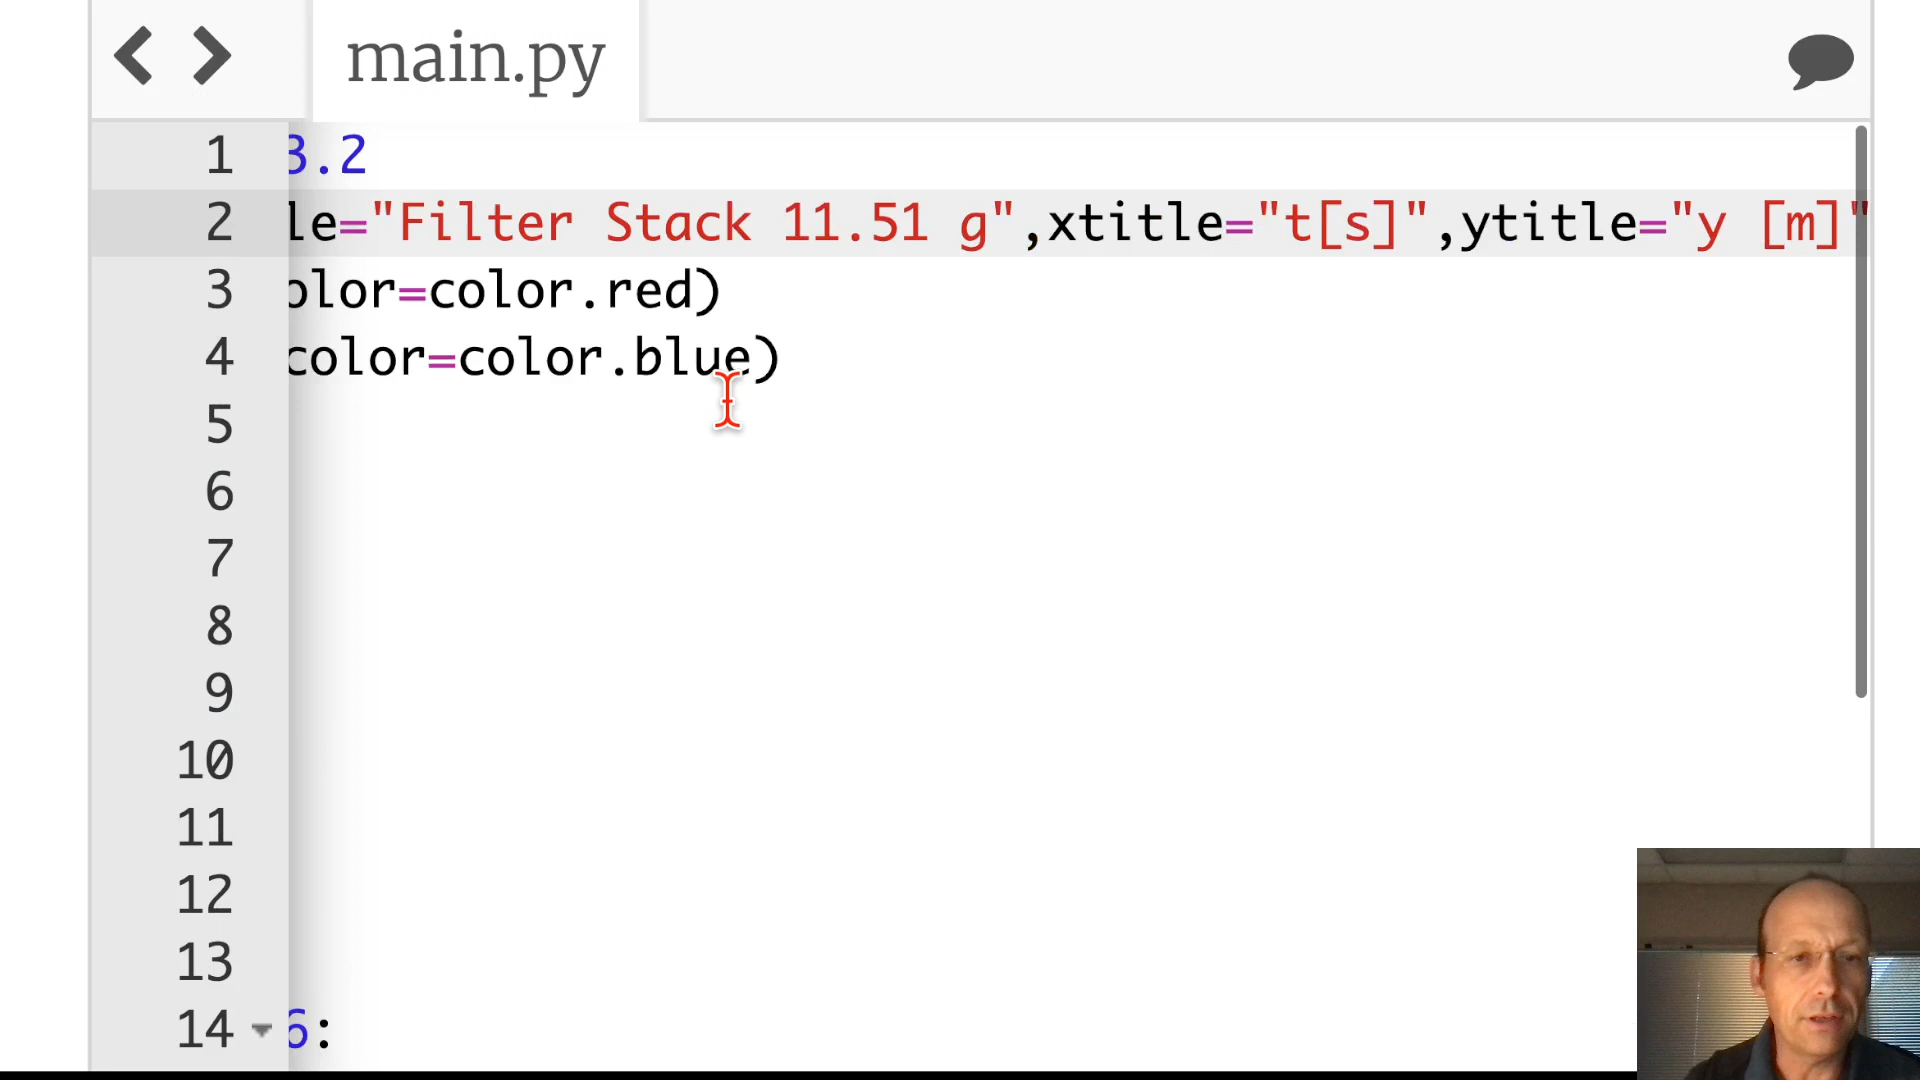 main.py
1 3.2
2 le="Filter Stack 11.51 g",xtitle="t[s]",ytitle="y [m]"
3 olor=color.red)
4 color=color.blue)
5
6
7
8
9
10
11
12
13
14 6: